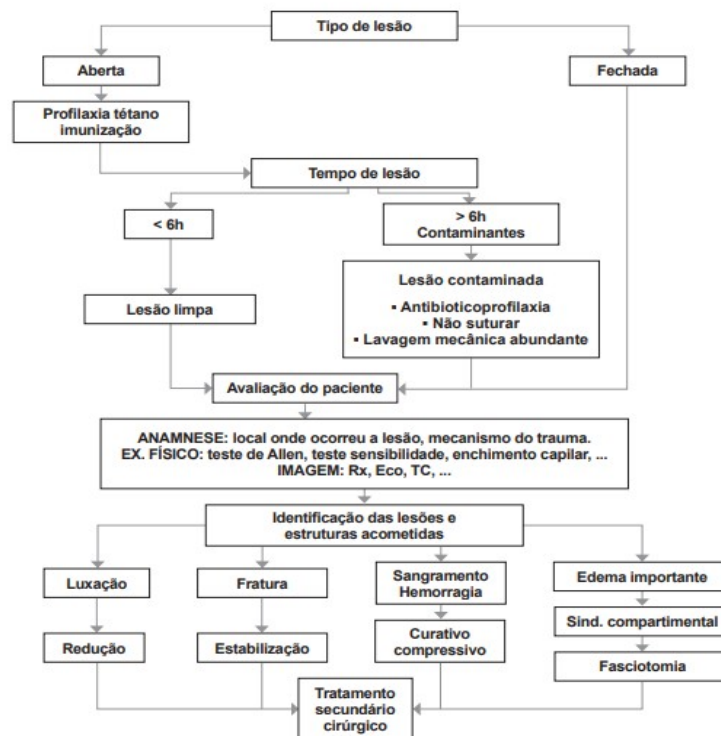 Tipo de lesão
Aberta
Fechada
Profilaxia tétano
imunização
Tempo de lesão
< 6h
> 6h
Contaminantes
Lesão limpa
Lesão contaminada
▪ Antibioticoprofilaxia
▪ Não suturar
▪ Lavagem mecânica abundante
Avaliação do paciente
ANAMNESE: local onde ocorreu a lesão, mecanismo do trauma.
EX. FÍSICO: teste de Allen, teste sensibilidade, enchimento capilar, ...
IMAGEM: Rx, Eco, TC, ...
Identificação das lesões e
estruturas acometidas
Luxação
Fratura
Sangramento
Hemorragia
Edema importante
Redução
Estabilização
Curativo
compressivo
Sind. compartimental
Fasciotomia
Tratamento
secundário
cirúrgico